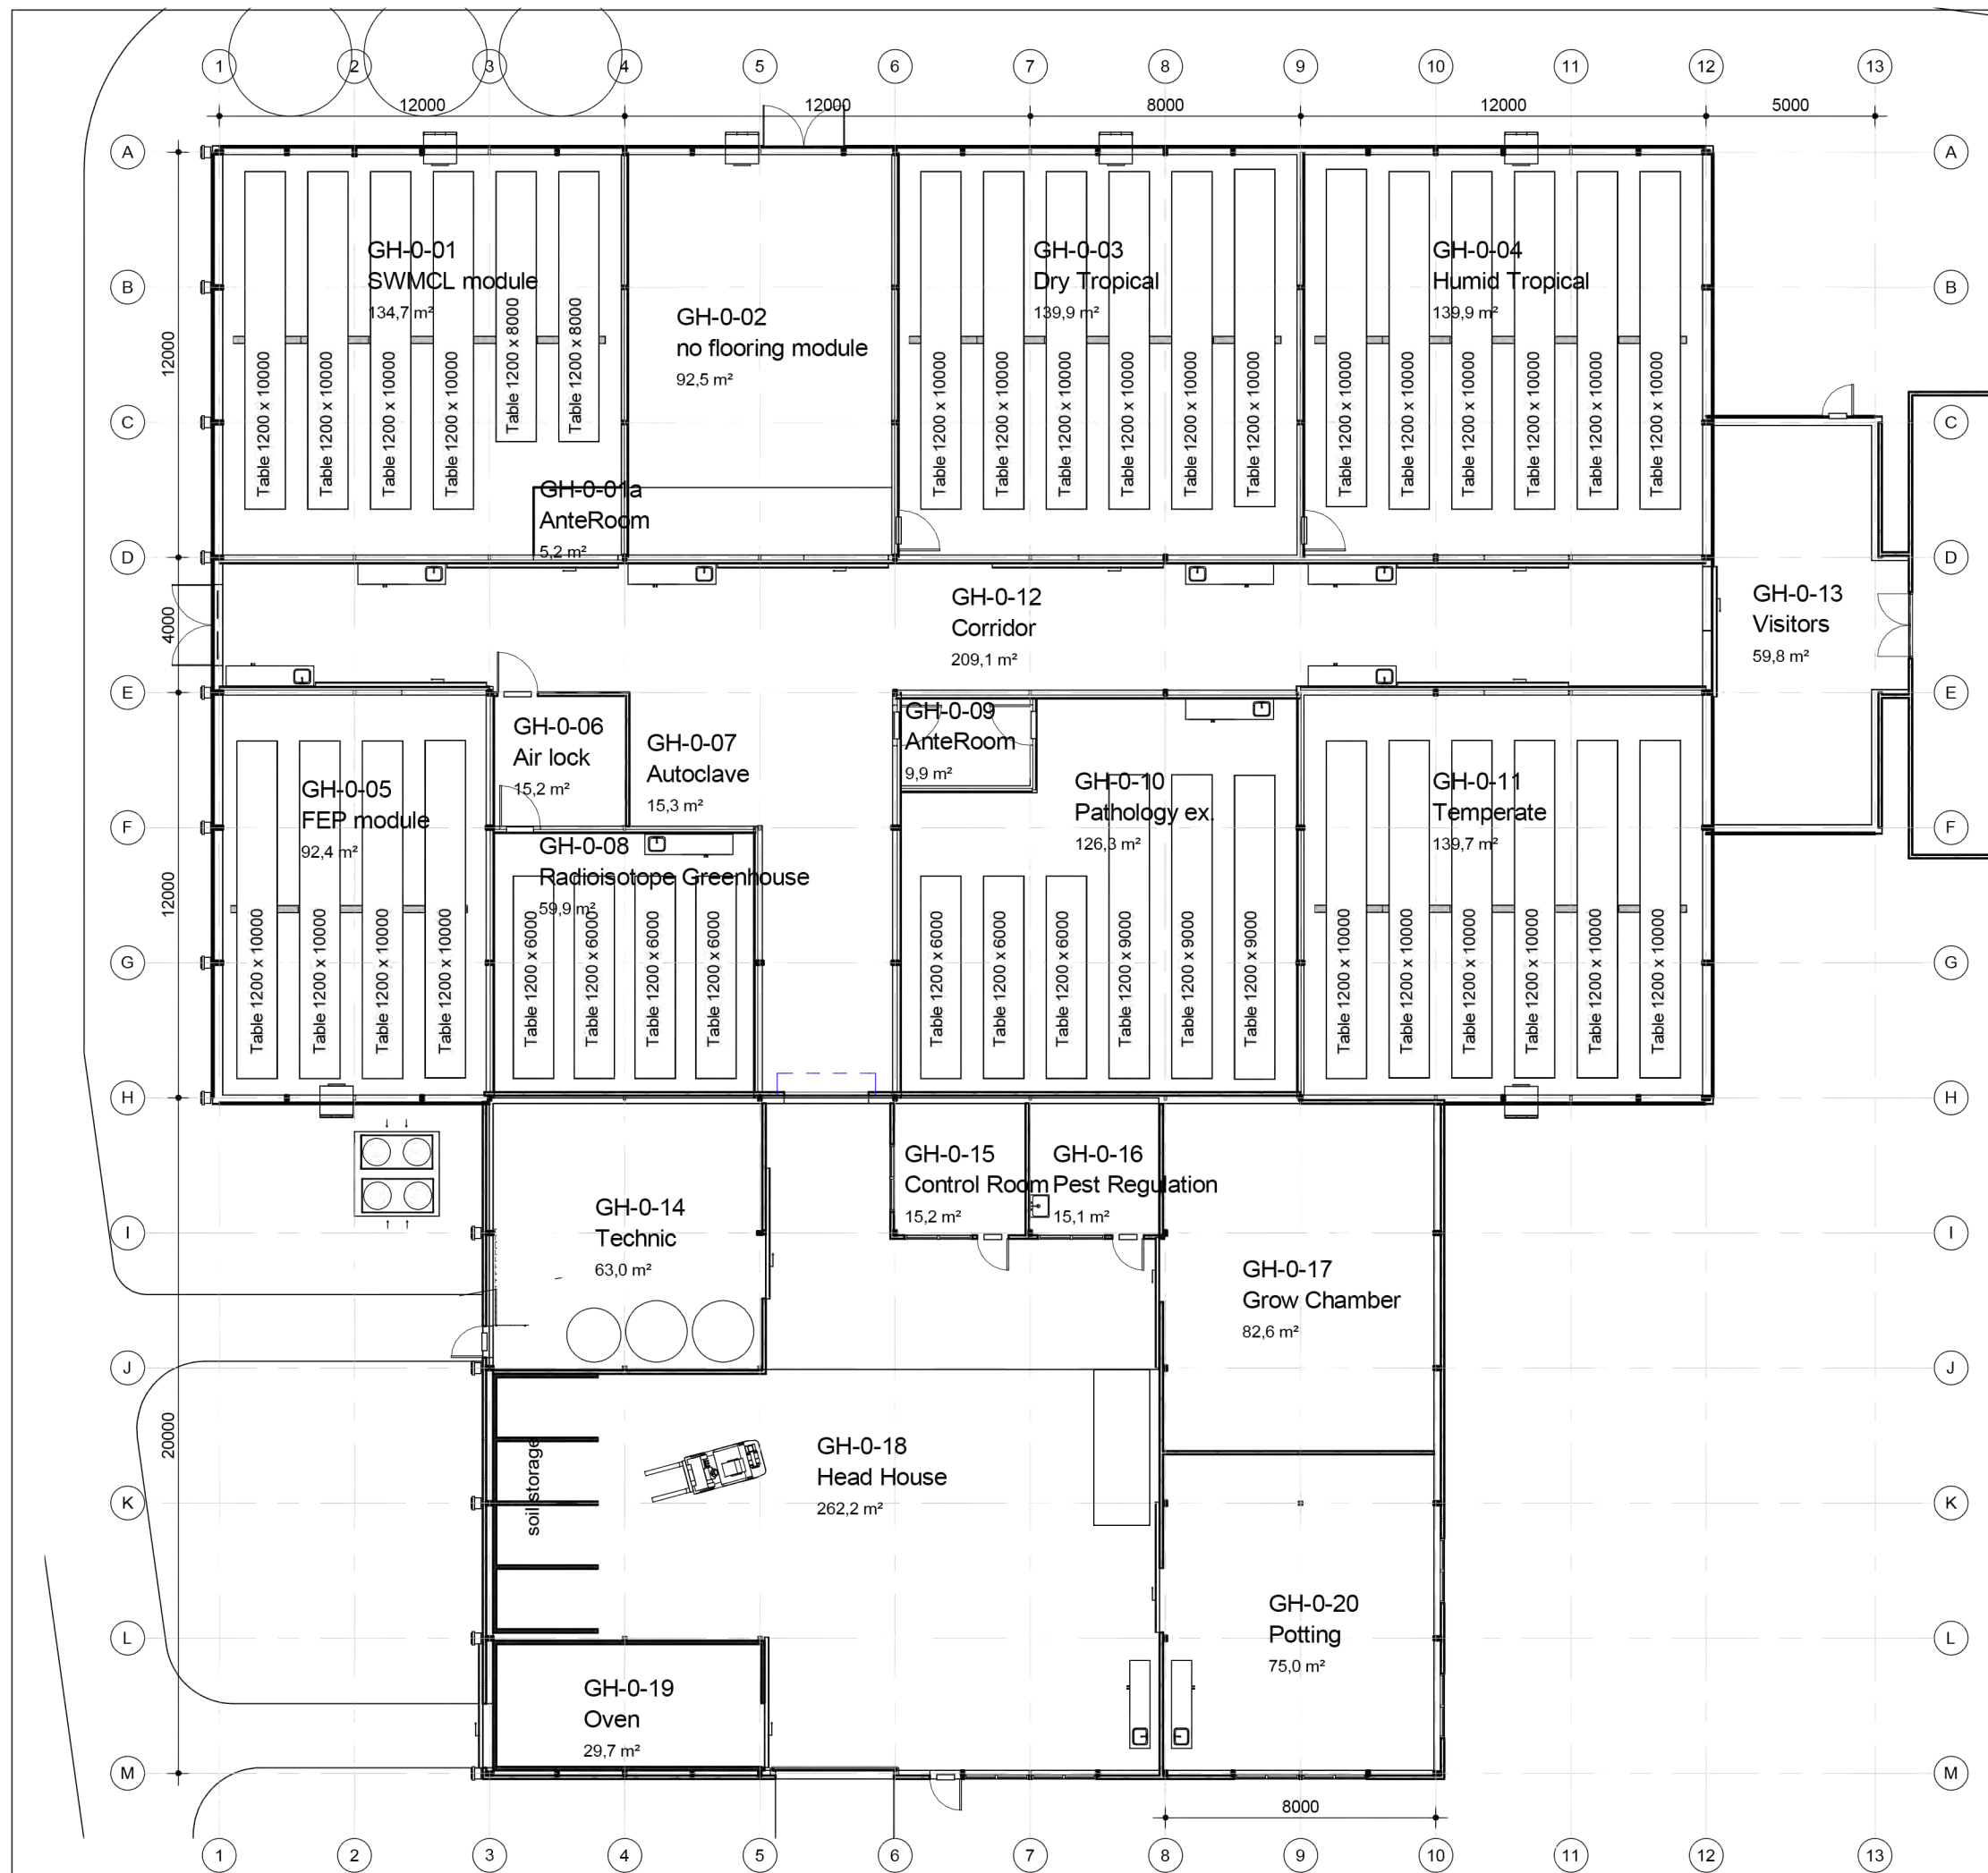 1 2 3 4 5 6 7 8 9 10 11 12 13
12000 12000 8000 12000 5000
A A
GH-0-01
SWMCL module
134,7 m²
GH-0-02
no flooring module
92,5 m²
GH-0-03
Dry Tropical
139,9 m²
GH-0-04
Humid Tropical
139,9 m²
B B
12000
Table 1200 x 10000
Table 1200 x 10000
Table 1200 x 10000
Table 1200 x 10000
Table 1200 x 8000
Table 1200 x 8000
Table 1200 x 10000
Table 1200 x 10000
Table 1200 x 10000
Table 1200 x 10000
Table 1200 x 10000
Table 1200 x 10000
Table 1200 x 10000
Table 1200 x 10000
Table 1200 x 10000
Table 1200 x 10000
Table 1200 x 10000
Table 1200 x 10000
C C
GH-0-01a
AnteRoom
5,2 m²
D D
4000
GH-0-12
Corridor
209,1 m²
GH-0-13
Visitors
59,8 m²
E E
GH-0-05
FEP module
92,4 m²
GH-0-06
Air lock
15,2 m²
GH-0-07
Autoclave
15,3 m²
GH-0-09
AnteRoom
9,9 m²
GH-0-10
Pathology ex.
126,3 m²
GH-0-11
Temperate
139,7 m²
F F
GH-0-08
Radioisotope Greenhouse
59,9 m²
12000
Table 1200 x 10000
Table 1200 x 10000
Table 1200 x 10000
Table 1200 x 10000
Table 1200 x 6000
Table 1200 x 6000
Table 1200 x 6000
Table 1200 x 6000
Table 1200 x 6000
Table 1200 x 6000
Table 1200 x 6000
Table 1200 x 9000
Table 1200 x 9000
Table 1200 x 9000
Table 1200 x 10000
Table 1200 x 10000
Table 1200 x 10000
Table 1200 x 10000
Table 1200 x 10000
Table 1200 x 10000
G G
H H
GH-0-14
Technic
63,0 m²
GH-0-15
Control Room
15,2 m²
GH-0-16
Pest Regulation
15,1 m²
I I
GH-0-17
Grow Chamber
82,6 m²
J J
20000
soil storage
GH-0-18
Head House
262,2 m²
K K
GH-0-20
Potting
75,0 m²
L L
GH-0-19
Oven
29,7 m²
M M
8000
1 2 3 4 5 6 7 8 9 10 11 12 13